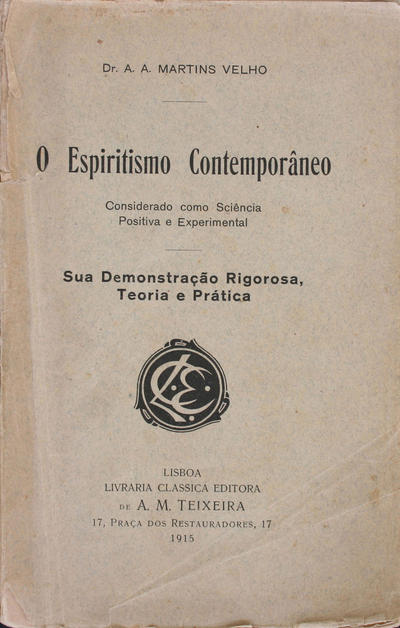 Dr. A. A. MARTINS VELHO
O Espiritismo Contemporâneo
Considerado como Sciência
Positiva e Experimental
Sua Demonstração Rigorosa,
Teoria e Prática
LCE
LISBOA
LIVRARIA CLASSICA EDITORA
DE A. M. TEIXEIRA
17, PRAÇA DOS RESTAURADORES, 17
1915